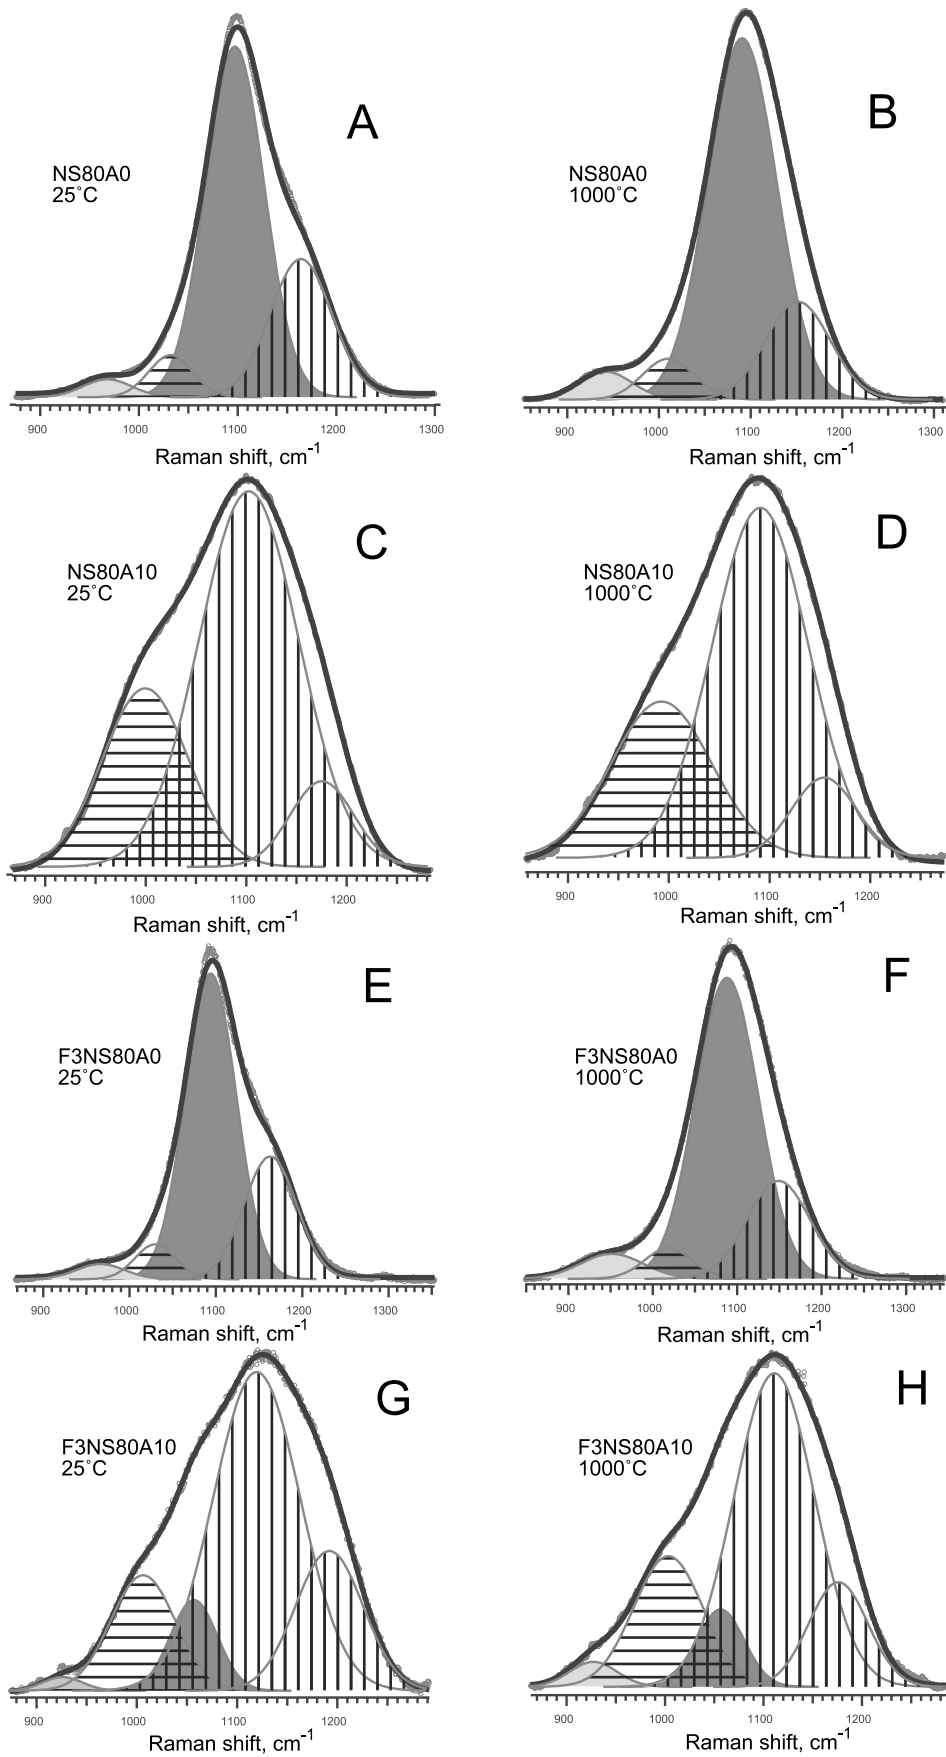 A
NS80A0
25˚C
900 1000 1100 1200 1300
Raman shift, cm-1
B
NS80A0
1000˚C
900 1000 1100 1200 1300
Raman shift, cm-1
C
NS80A10
25˚C
900 1000 1100 1200
Raman shift, cm-1
D
NS80A10
1000˚C
900 1000 1100 1200
Raman shift, cm-1
E
F3NS80A0
25˚C
900 1000 1100 1200 1300
Raman shift, cm-1
F
F3NS80A0
1000˚C
900 1000 1100 1200 1300
Raman shift, cm-1
G
F3NS80A10
25˚C
900 1000 1100 1200
Raman shift, cm-1
H
F3NS80A10
1000˚C
900 1000 1100 1200
Raman shift, cm-1